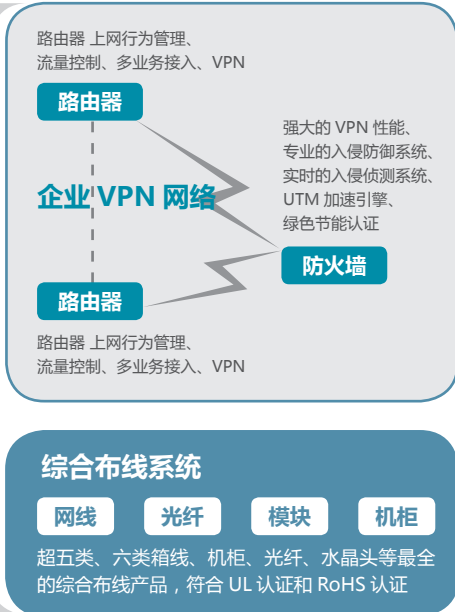 路由器 上网行为管理、
流量控制、多业务接入、VPN
路由器
强大的 VPN 性能、
专业的入侵防御系统、
实时的入侵侦测系统、
UTM 加速引擎、
绿色节能认证
企业 VPN 网络
防火墙
路由器
路由器 上网行为管理、
流量控制、多业务接入、VPN
综合布线系统
网线 光纤 模块 机柜
超五类、六类箱线、机柜、光纤、水晶头等最全
的综合布线产品，符合 UL 认证和 RoHS 认证